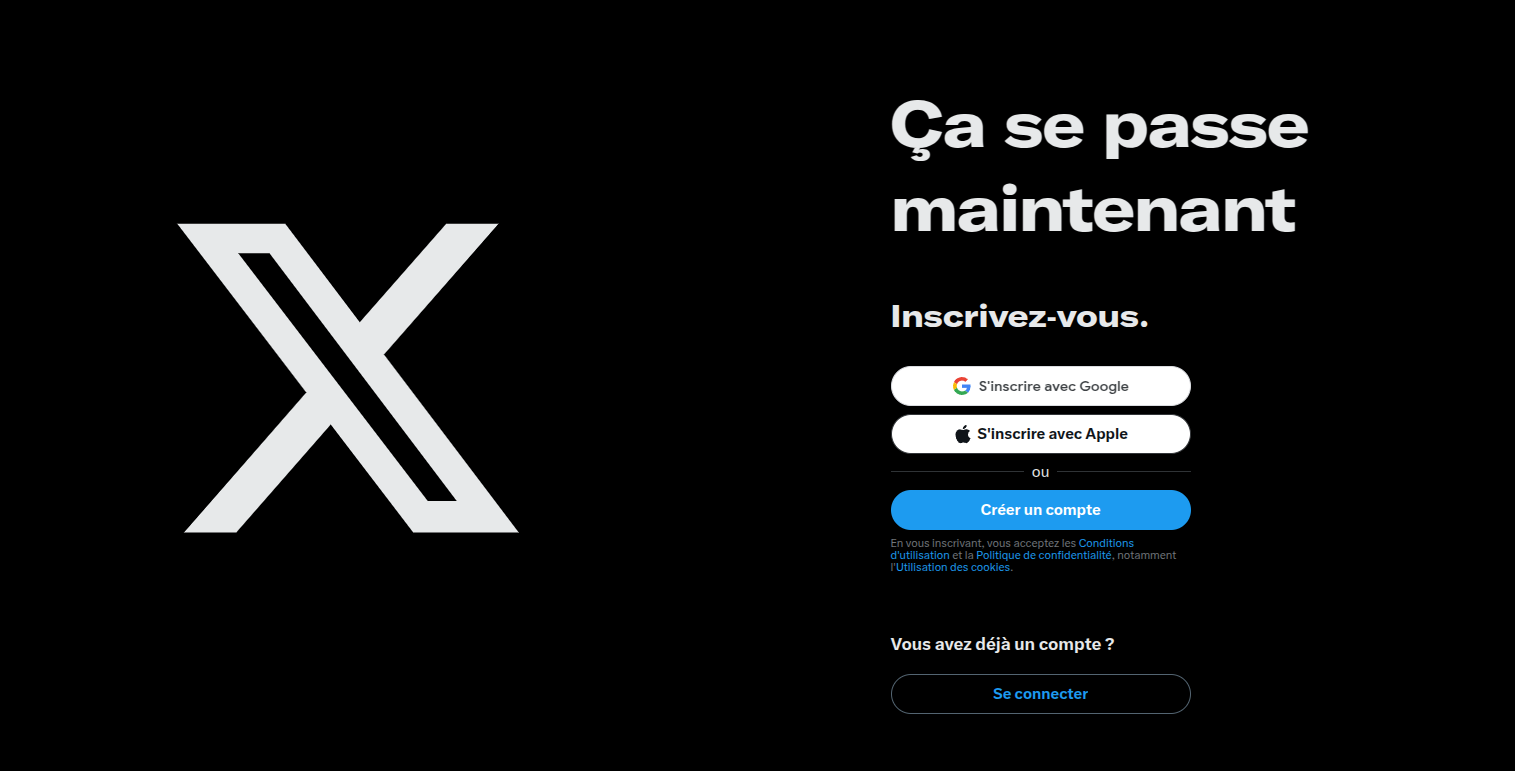 Ça se passe
maintenant
Inscrivez-vous.
S'inscrire avec Google
S'inscrire avec Apple
ou
Créer un compte
En vous inscrivant, vous acceptez les Conditions
d'utilisation et la Politique de confidentialité, notamment
l'Utilisation des cookies.
Vous avez déjà un compte ?
Se connecter